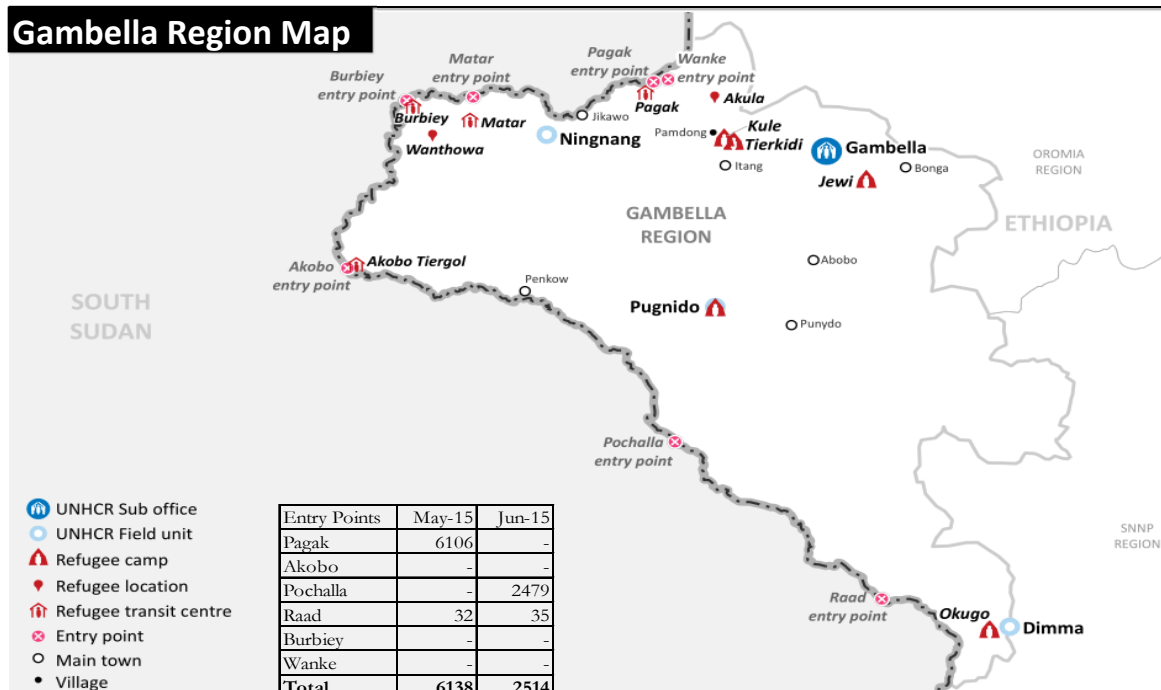 Gambella Region Map
Pagak
entry point
Wanke
entry point
Matar
entry point
Burbiey
entry point
Pagak
Akula
Burbiey
Matar
Jikawo
Wanthowa
Ningnang
Pamdong
Kule
Tierkidi
Itang
Gambella
Bonga
Jewi
OROMIA
REGION
GAMBELLA
REGION
ETHIOPIA
Akobo
entry point
Akobo Tiergol
Abobo
Penkow
SOUTH
SUDAN
Pugnido
Punydo
Pochalla
entry point
SNNP
REGION
Raad
entry point
Okugo
Dimma
UNHCR Sub office
UNHCR Field unit
Refugee camp
Refugee location
Refugee transit centre
Entry point
Main town
Village
Entry Points May-15 Jun-15
Pagak 6106 -
Akobo - -
Pochalla - 2479
Raad 32 35
Burbiey - -
Wanke - -
Total 6138 2514